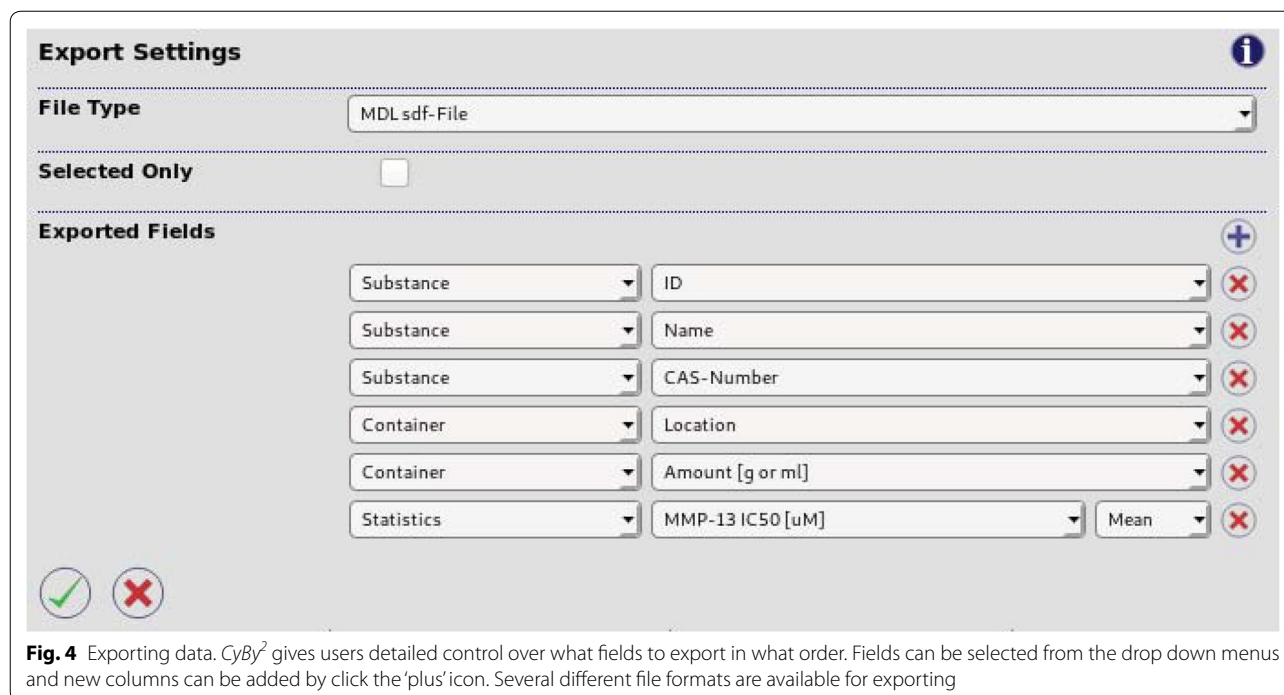 Export Settings
i
File Type MDL sdf-File
Selected Only
Exported Fields
Substance ID
Substance Name
Substance CAS-Number
Container Location
Container Amount [g or ml]
Statistics MMP-13 IC50 [uM] Mean
Fig. 4 Exporting data. CyBy² gives users detailed control over what fields to export in what order. Fields can be selected from the drop down menus
and new columns can be added by click the 'plus' icon. Several different file formats are available for exporting